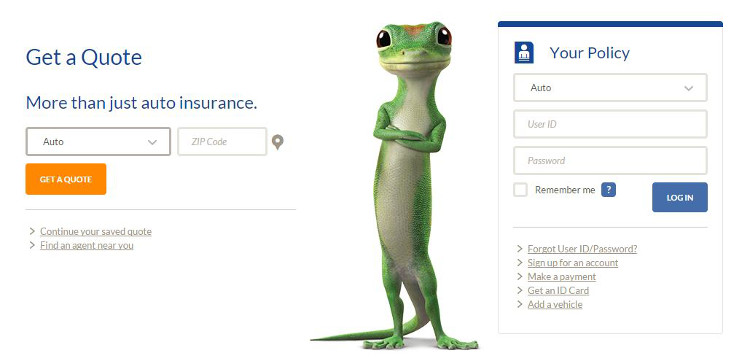 Get a Quote
More than just auto insurance.
Auto
ZIP Code
GET A QUOTE
Continue your saved quote
Find an agent near you
Your Policy
Auto
User ID
Password
Remember me ?
LOG IN
Forgot User ID/Password?
Sign up for an account
Make a payment
Get an ID Card
Add a vehicle